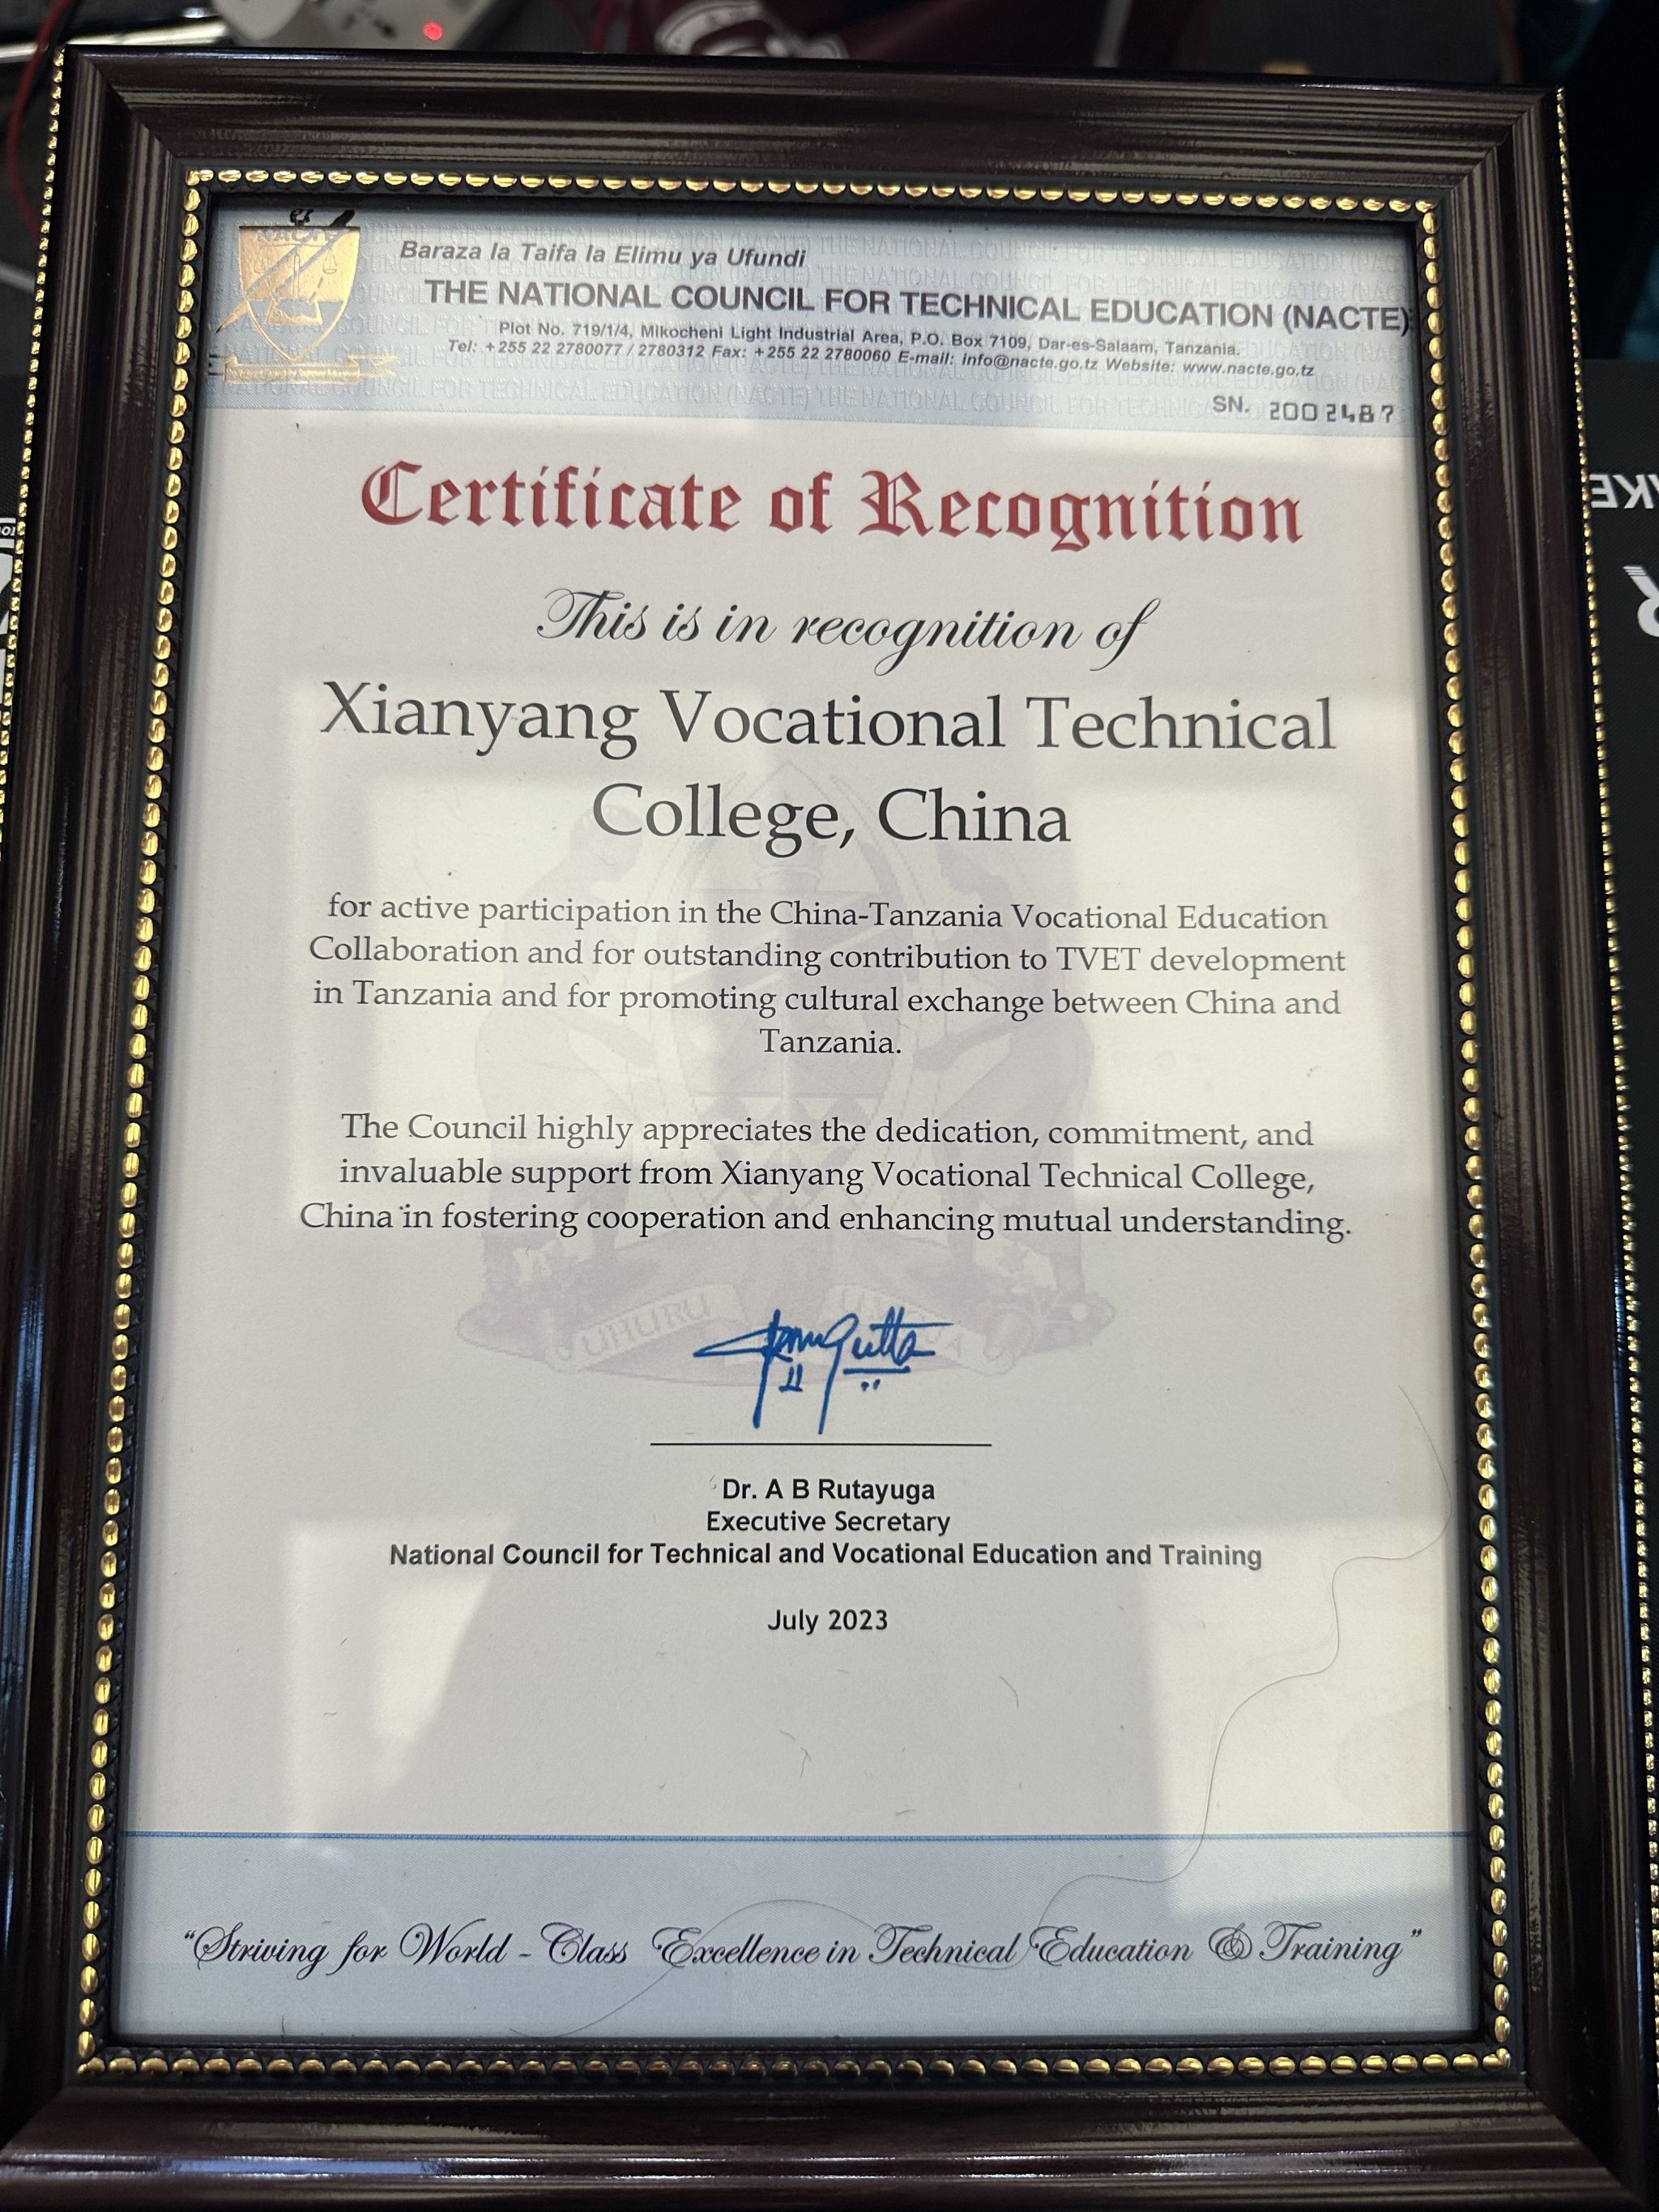 NACTE
Baraza la Taifa la Elimu ya Ufundi
THE NATIONAL COUNCIL FOR TECHNICAL EDUCATION (NACTE)
Plot No. 719/1/4, Mikocheni Light Industrial Area, P.O. Box 7109, Dar-es-Salaam, Tanzania.
Tel: +255 22 2780077 / 2780312 Fax: +255 22 2780060 E-mail: info@nacte.go.tz Website: www.nacte.go.tz
SN. 2002487
Certificate of Recognition
This is in recognition of
Xianyang Vocational Technical
College, China
for active participation in the China-Tanzania Vocational Education
Collaboration and for outstanding contribution to TVET development
in Tanzania and for promoting cultural exchange between China and
Tanzania.
The Council highly appreciates the dedication, commitment, and
invaluable support from Xianyang Vocational Technical College,
China in fostering cooperation and enhancing mutual understanding.
UHURU
Dr. A B Rutayuga
Executive Secretary
National Council for Technical and Vocational Education and Training
July 2023
“Striving for World - Class Excellence in Technical Education & Training”